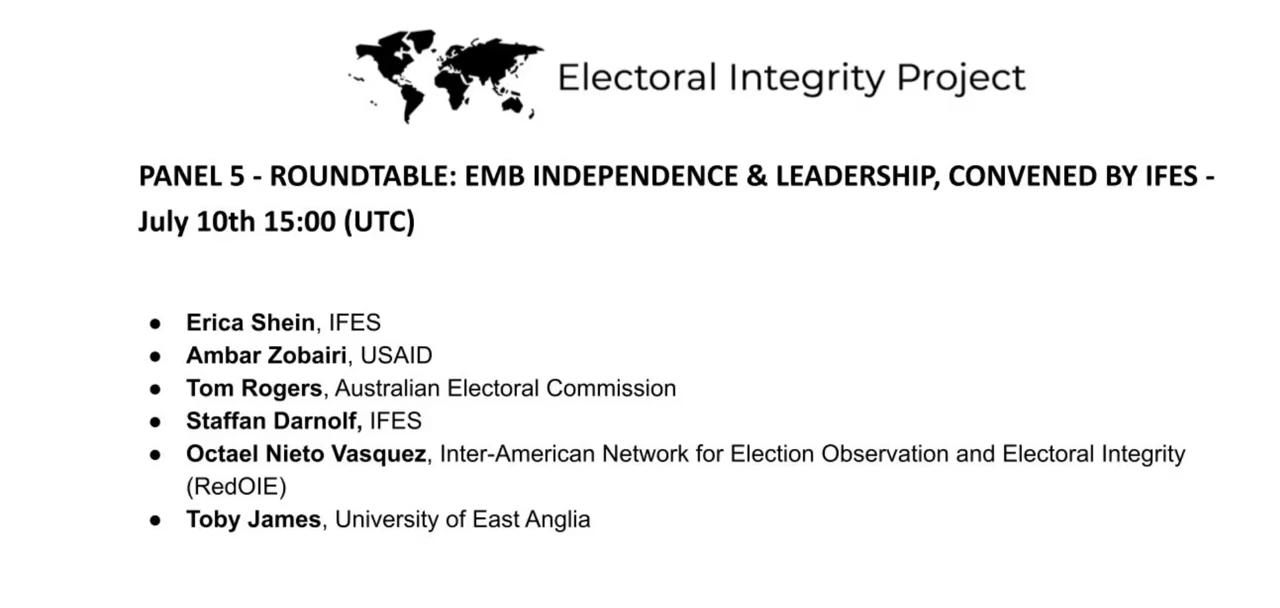 Electoral Integrity Project
PANEL 5 - ROUNDTABLE: EMB INDEPENDENCE & LEADERSHIP, CONVENED BY IFES -
July 10th 15:00 (UTC)
● Erica Shein, IFES
● Ambar Zobairi, USAID
● Tom Rogers, Australian Electoral Commission
● Staffan Darnolf, IFES
● Octael Nieto Vasquez, Inter-American Network for Election Observation and Electoral Integrity
(RedOIE)
● Toby James, University of East Anglia